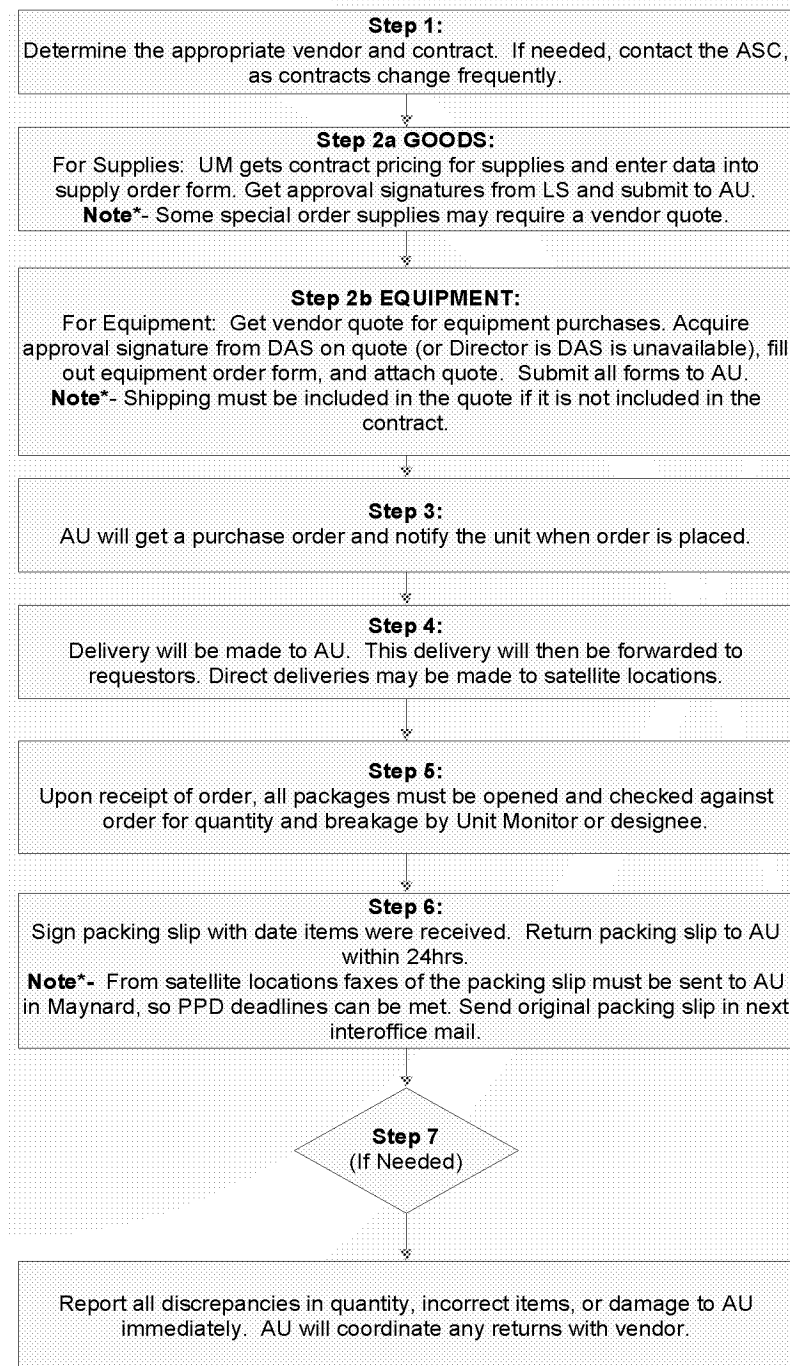 Step 1:
Determine the appropriate vendor and contract.  If needed, contact the ASC,
as contracts change frequently.
Step 2a GOODS:
For Supplies:  UM gets contract pricing for supplies and enter data into
supply order form. Get approval signatures from LS and submit to AU.
Note*- Some special order supplies may require a vendor quote.
Step 2b EQUIPMENT:
For Equipment:  Get vendor quote for equipment purchases. Acquire
approval signature from DAS on quote (or Director is DAS is unavailable), fill
out equipment order form, and attach quote.  Submit all forms to AU.
Note*- Shipping must be included in the quote if it is not included in the
contract.
Step 3:
AU will get a purchase order and notify the unit when order is placed.
Step 4:
Delivery will be made to AU.  This delivery will then be forwarded to
requestors. Direct deliveries may be made to satellite locations.
Step 5:
Upon receipt of order, all packages must be opened and checked against
order for quantity and breakage by Unit Monitor or designee.
Step 6:
Sign packing slip with date items were received.  Return packing slip to AU
within 24hrs.
Note*-  From satellite locations faxes of the packing slip must be sent to AU
in Maynard, so PPD deadlines can be met. Send original packing slip in next
interoffice mail.
Step 7
(If Needed)
Report all discrepancies in quantity, incorrect items, or damage to AU
immediately.  AU will coordinate any returns with vendor.